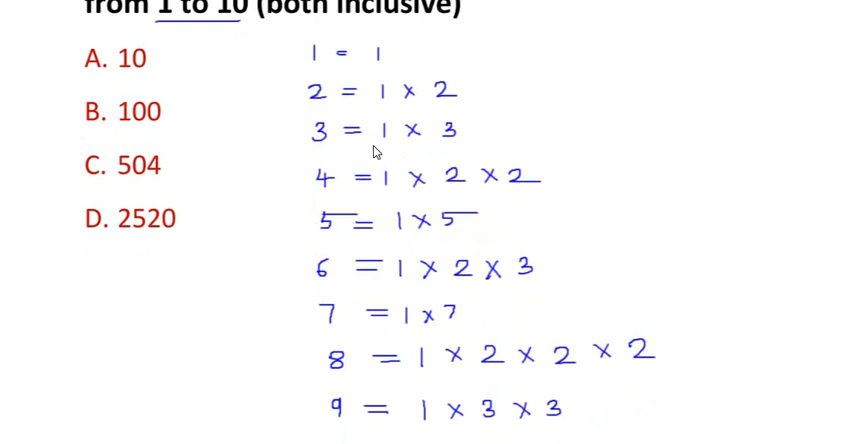 from 1 to 10 (both inclusive)
A. 10
B. 100
C. 504
D. 2520
1 = 1
2 = 1 × 2
3 = 1 × 3
4 = 1 × 2 × 2
5 = 1 × 5
6 = 1 × 2 × 3
7 = 1 × 7
8 = 1 × 2 × 2 × 2
9 = 1 × 3 × 3